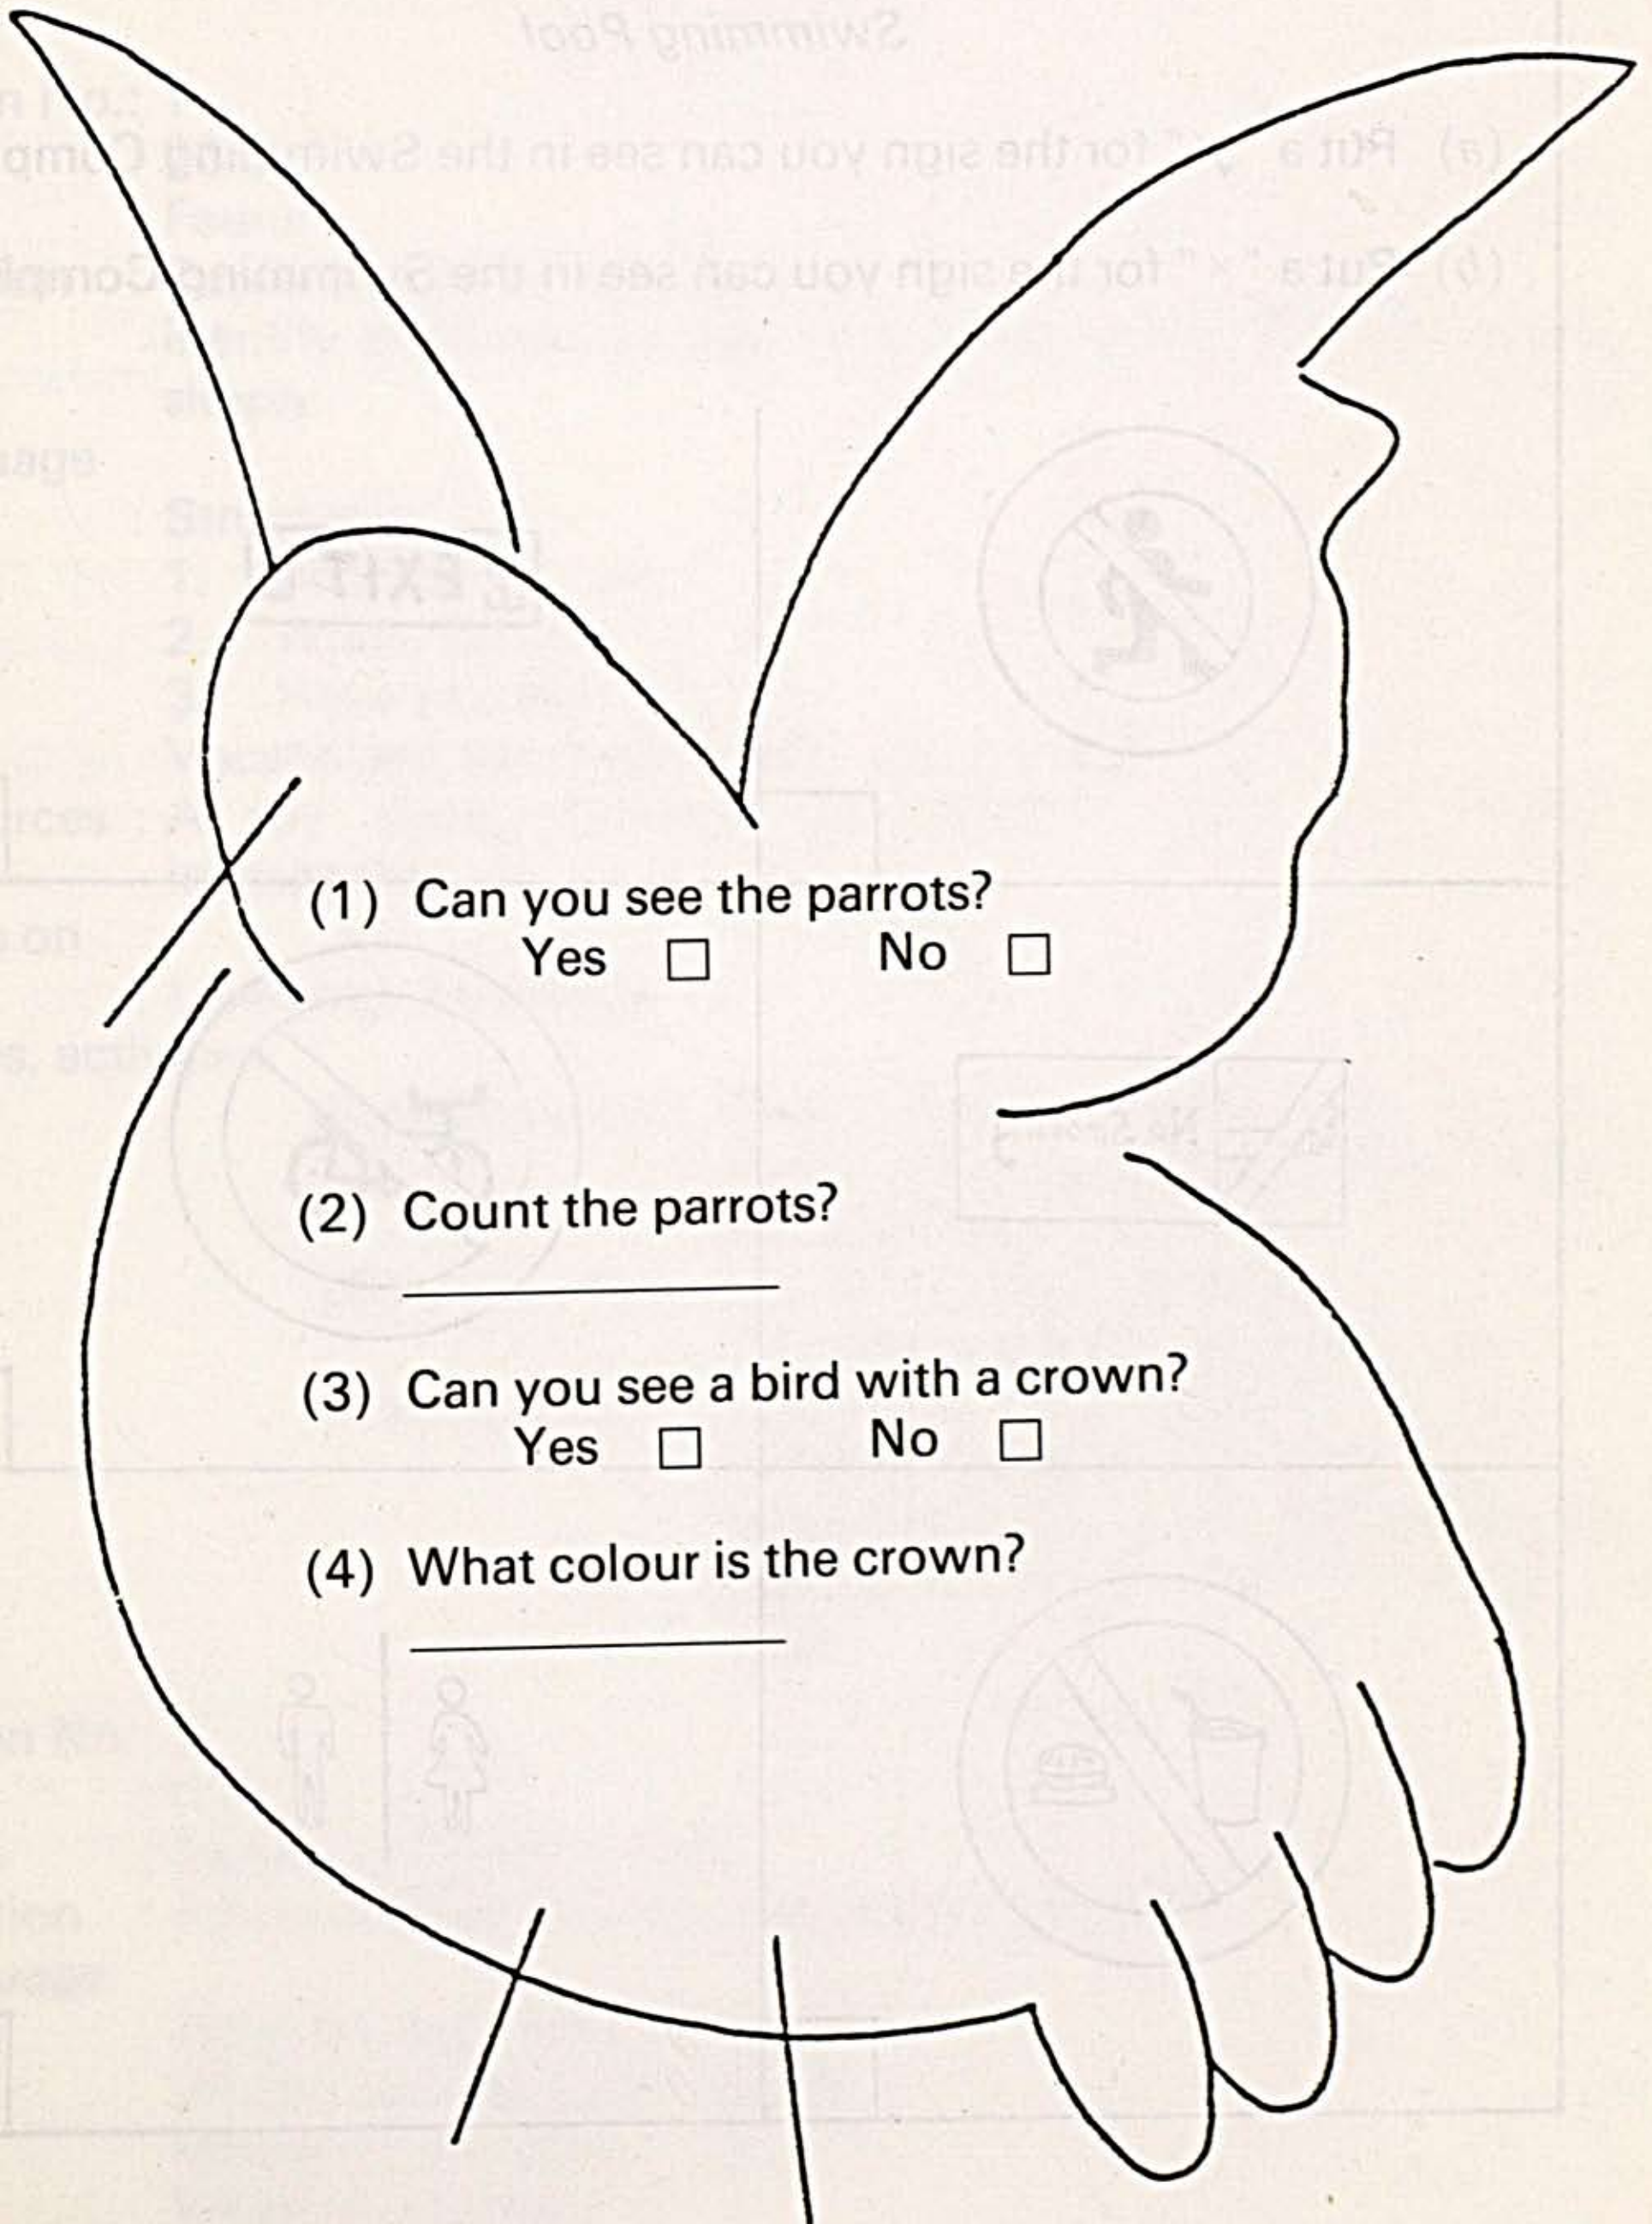 (1) Can you see the parrots?
Yes □ No □
(2) Count the parrots?
(3) Can you see a bird with a crown?
Yes □ No □
(4) What colour is the crown?